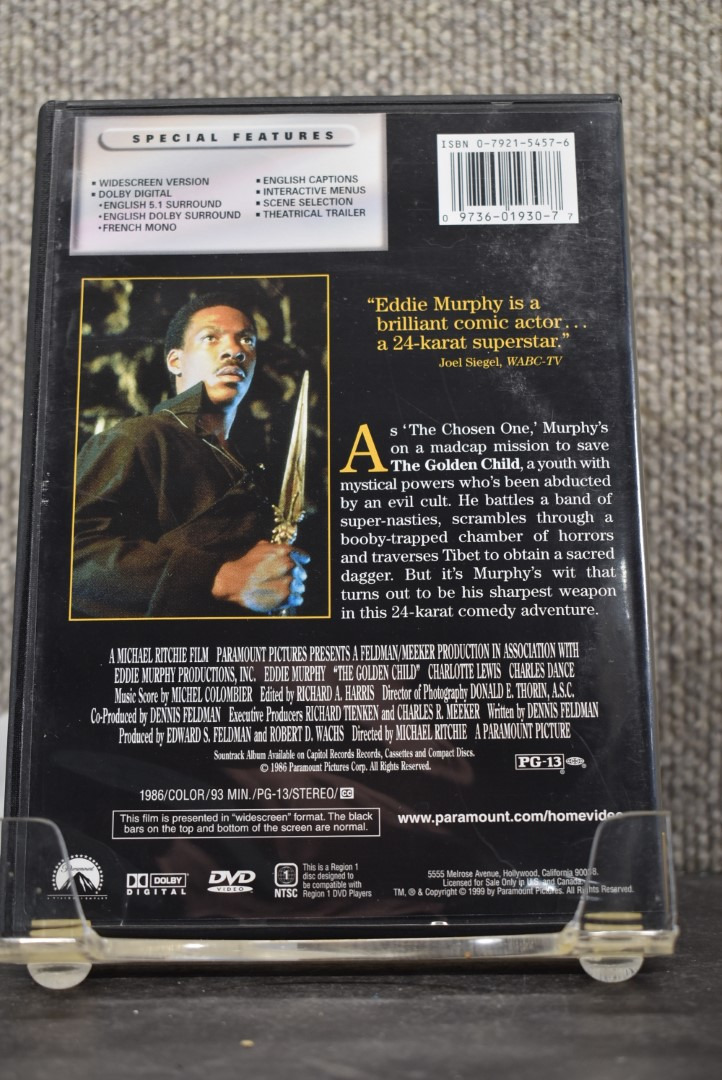 SPECIAL FEATURES
▪ WIDESCREEN VERSION
▪ DOLBY DIGITAL
•ENGLISH 5.1 SURROUND
•ENGLISH DOLBY SURROUND
•FRENCH MONO
▪ ENGLISH CAPTIONS
▪ INTERACTIVE MENUS
▪ SCENE SELECTION
▪ THEATRICAL TRAILER
ISBN 0-7921-5457-6
0 9736-01930-7 7
“Eddie Murphy is a
brilliant comic actor...
a 24-karat superstar.”
Joel Siegel, WABC-TV
As ‘The Chosen One,’ Murphy’s
on a madcap mission to save
The Golden Child, a youth with
mystical powers who’s been abducted
by an evil cult. He battles a band of
super-nasties, scrambles through a
booby-trapped chamber of horrors
and traverses Tibet to obtain a sacred
dagger. But it’s Murphy’s wit that
turns out to be his sharpest weapon
in this 24-karat comedy adventure.
A MICHAEL RITCHIE FILM PARAMOUNT PICTURES PRESENTS A FELDMAN/MEEKER PRODUCTION IN ASSOCIATION WITH
EDDIE MURPHY PRODUCTIONS, INC. EDDIE MURPHY "THE GOLDEN CHILD" CHARLOTTE LEWIS CHARLES DANCE
Music Score by MICHEL COLOMBIER Edited by RICHARD A. HARRIS Director of Photography DONALD E. THORIN, A.S.C.
Co-Produced by DENNIS FELDMAN Executive Producers RICHARD TIENKEN and CHARLES R. MEEKER Written by DENNIS FELDMAN
Produced by EDWARD S. FELDMAN and ROBERT D. WACHS Directed by MICHAEL RITCHIE A PARAMOUNT PICTURE
Sountrack Album Available on Capitol Records Records, Cassettes and Compact Discs.
© 1986 Paramount Pictures Corp. All Rights Reserved.
PG-13
1986/COLOR/93 MIN./PG-13/STEREO/CC
This film is presented in "widescreen" format. The black
bars on the top and bottom of the screen are normal.
www.paramount.com/homevideo
Paramount
DOLBY
DIGITAL
DVD
VIDEO
1
NTSC
This is a Region 1
disc designed to
be compatible with
Region 1 DVD Players
5555 Melrose Avenue, Hollywood, California 90038.
Licensed for Sale Only in U.S. and Canada.
TM, ® & Copyright © 1999 by Paramount Pictures. All Rights Reserved.